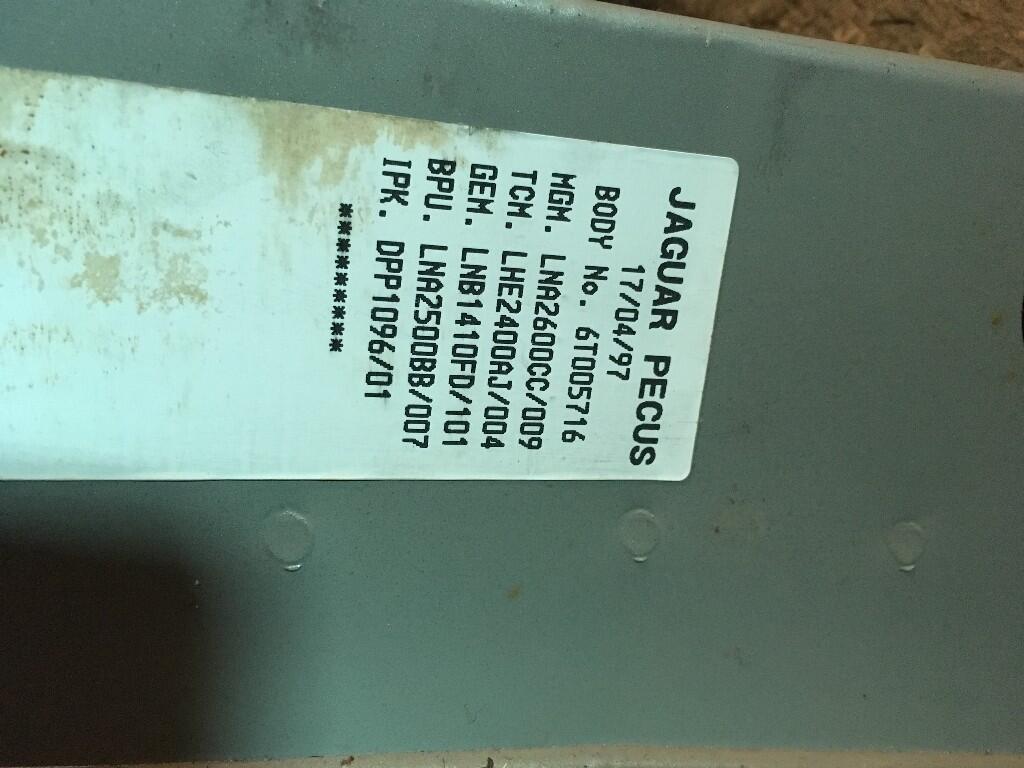 JAGUAR PECUS
17/04/97
BODY No. 6T005716
MGM. LNA2600CC/009
TCM. LHE2400AJ/004
GEM. LNB1410FD/101
BPU. LNA2500BB/007
IPK. DPP1096/01
**********